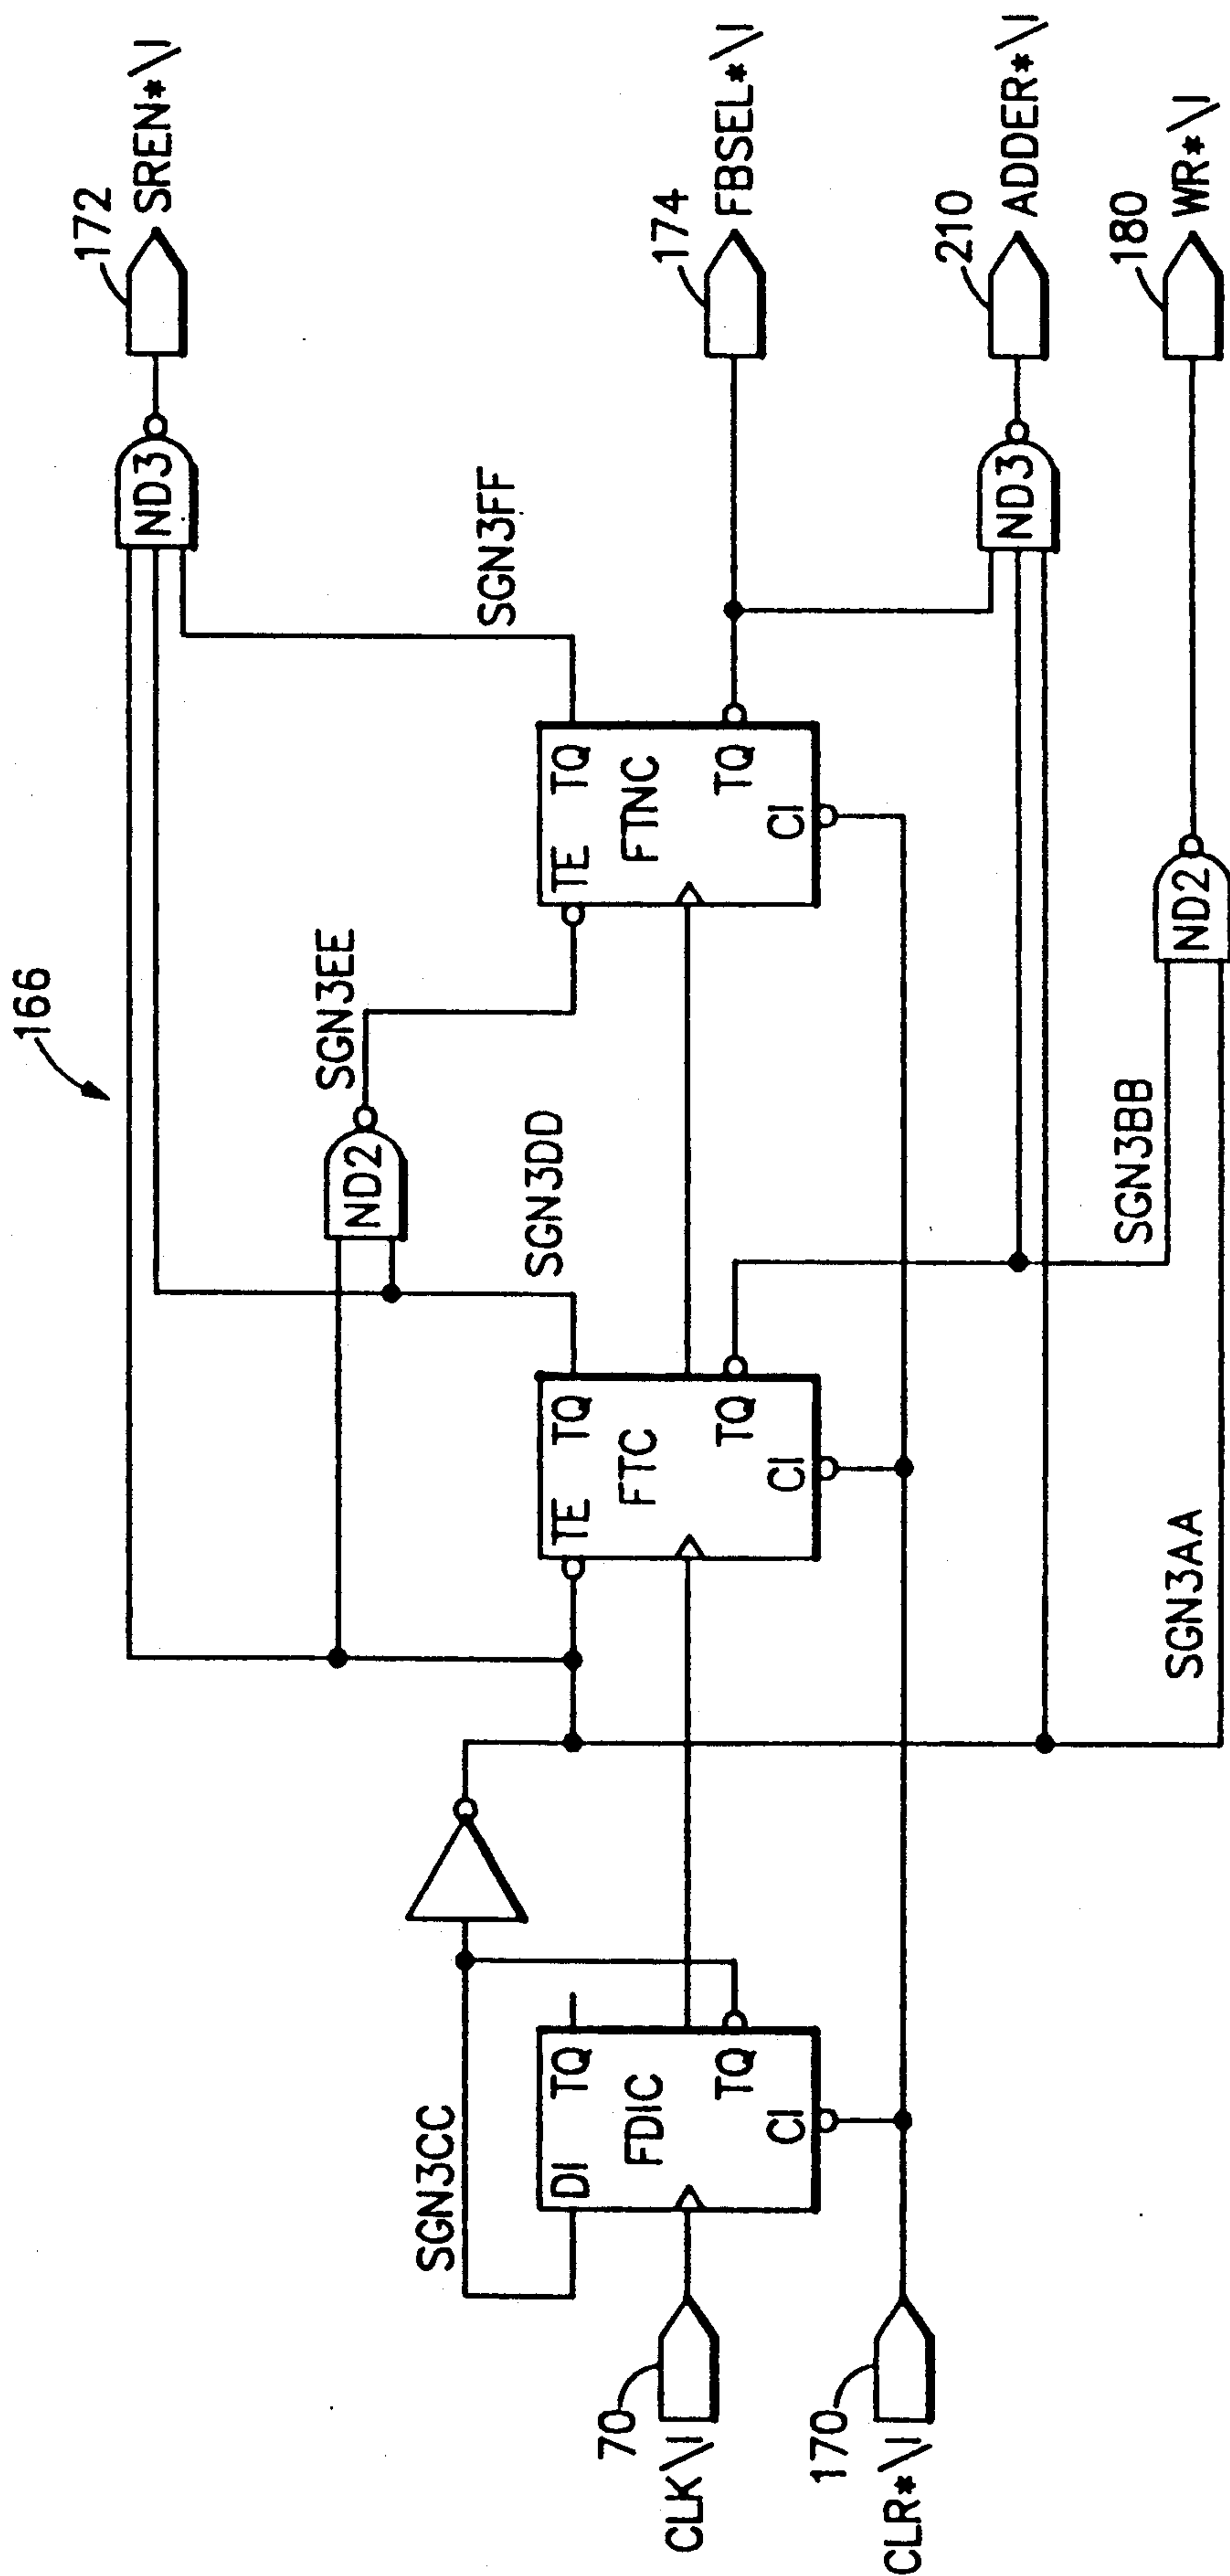 166
172
SREN*\I
ND3
SGN3EE
SGN3FF
ND2
SGN3CC
SGN3DD
DI TQ
FDIC
TQ
CI
TE TQ
FTC
TQ
CI
TE TQ
FTNC
TQ
CI
174
FBSEL*\I
70
CLK\I
170
CLR*\I
210
ADDER*\I
ND3
SGN3BB
180
WR*\I
ND2
SGN3AA